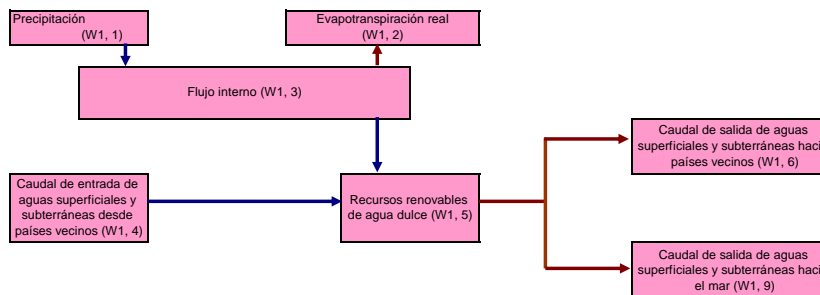 Precipitación
(W1, 1)
Evapotranspiración real
(W1, 2)
Flujo interno (W1, 3)
Caudal de entrada de
aguas superficiales y
subterráneas desde
países vecinos (W1, 4)
Recursos renovables
de agua dulce (W1, 5)
Caudal de salida de aguas
superficiales y subterráneas haci
países vecinos (W1, 6)
Caudal de salida de aguas
superficiales y subterráneas haci
el mar (W1, 9)